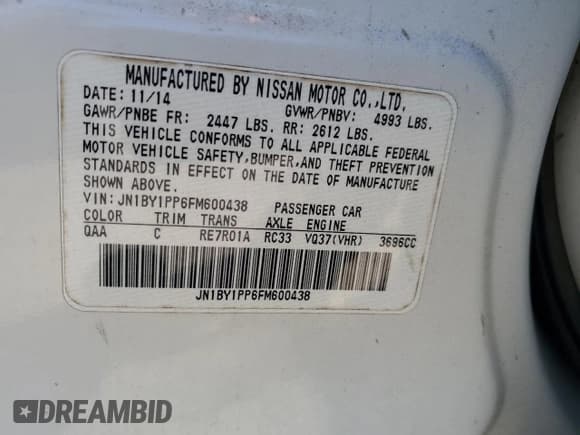 MANUFACTURED BY NISSAN MOTOR CO.,LTD.
DATE: 11/14 GVWR/PNBV: 4993 LBS.
GAWR/PNBE FR: 2447 LBS. RR: 2612 LBS.
THIS VEHICLE CONFORMS TO ALL APPLICABLE FEDERAL
MOTOR VEHICLE SAFETY,BUMPER,AND THEFT PREVENTION
STANDARDS IN EFFECT ON THE DATE OF MANUFACTURE
SHOWN ABOVE.
VIN:JN1BY1PP6FM600438 PASSENGER CAR
COLOR TRIM TRANS AXLE ENGINE
QAA C RE7R01A RC33 VQ37(VHR) 3696CC
JN1BY1PP6FM600438
DREAMBID